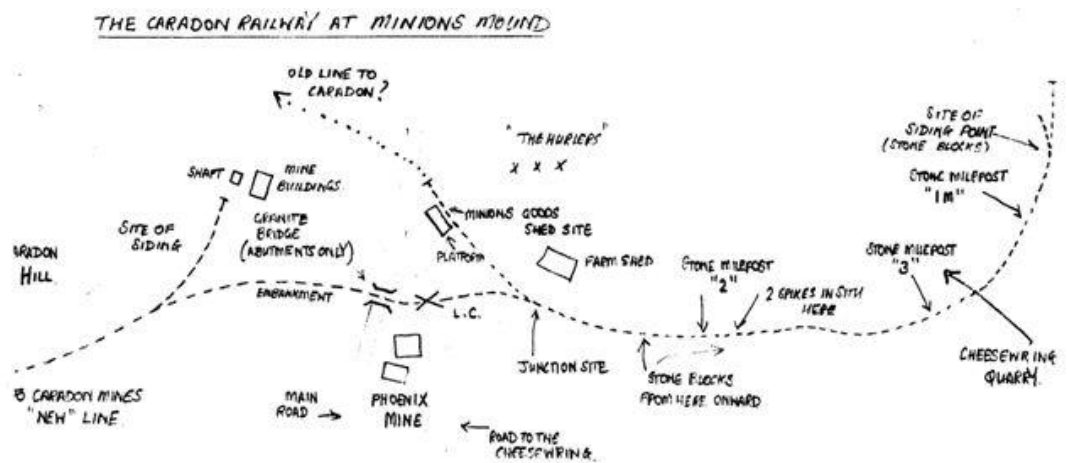 THE CARADON RAILWAY AT MINIONS MOUND
OLD LINE TO
CARADON?
"THE HURLERS"
X X X
SITE OF
SIDING POINT
(STONE BLOCKS)
STONE MILEPOST
"1M"
SHAFT
MINE
BUILDINGS.
MINIONS GOODS
SHED SITE
PLATFORM
GRANITE
BRIDGE
(ABUTMENTS ONLY)
SITE OF
SIDING
FARM SHED
STONE MILEPOST
"2"
STONE MILEPOST
"3"
2 SPIKES IN SITU
HERE
ARADON
HILL.
EMBANKMENT
L.C.
JUNCTION SITE
STONE BLOCKS
FROM HERE ONWARD
CHEESEWRING
QUARRY.
CARADON MINES
"NEW" LINE.
MAIN
ROAD
PHOENIX
MINE
ROAD TO THE
CHEESEWRING.